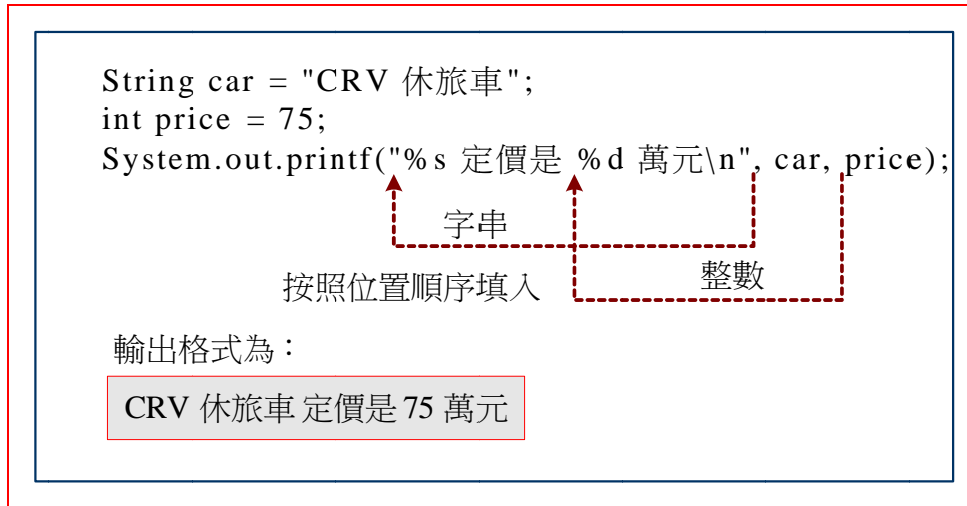 String car = "CRV 休旅車";
int price = 75;
System.out.printf("%s 定價是 %d 萬元\n", car, price);
字串
整數
按照位置順序填入
輸出格式為：
CRV 休旅車 定價是 75 萬元